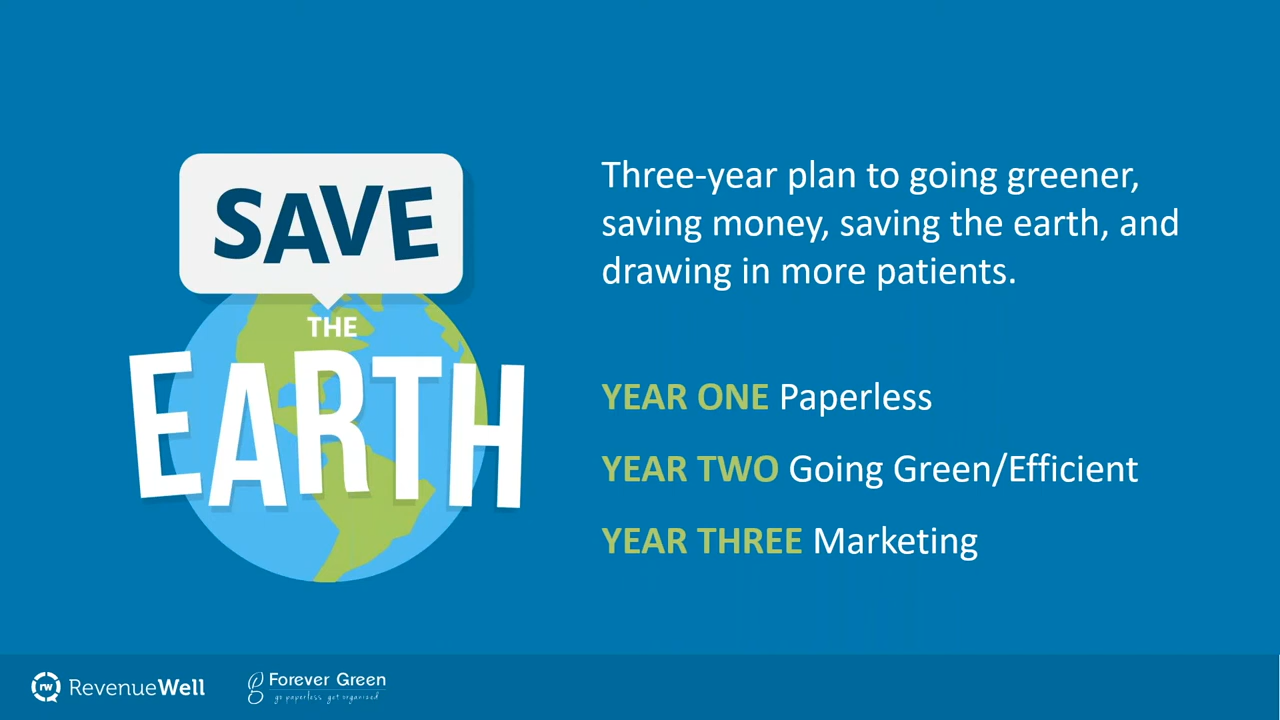 SAVE
THE
EARTH
Three-year plan to going greener,
saving money, saving the earth, and
drawing in more patients.
YEAR ONE Paperless
YEAR TWO Going Green/Efficient
YEAR THREE Marketing
rw RevenueWell
Forever Green
go paperless get organized